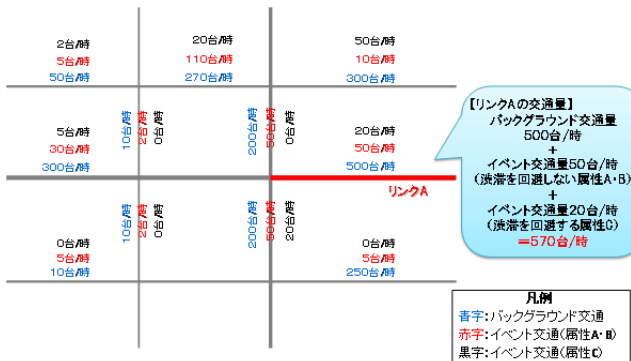 2台/時
5台/時
50台/時
20台/時
110台/時
270台/時
50台/時
10台/時
300台/時
10台/時
2台/時
0台/時
200台/時
50台/時
0台/時
5台/時
30台/時
300台/時
20台/時
50台/時
500台/時
リンクA
10台/時
2台/時
0台/時
200台/時
50台/時
20台/時
0台/時
5台/時
10台/時
0台/時
5台/時
250台/時
【リンクAの交通量】
バックグラウンド交通量
500台/時
+
イベント交通量50台/時
(渋滞を回避しない属性A・B)
+
イベント交通量20台/時
(渋滞を回避する属性C)
=570台/時
凡例
青字:バックグラウンド交通
赤字:イベント交通(属性A・B)
黒字:イベント交通(属性C)